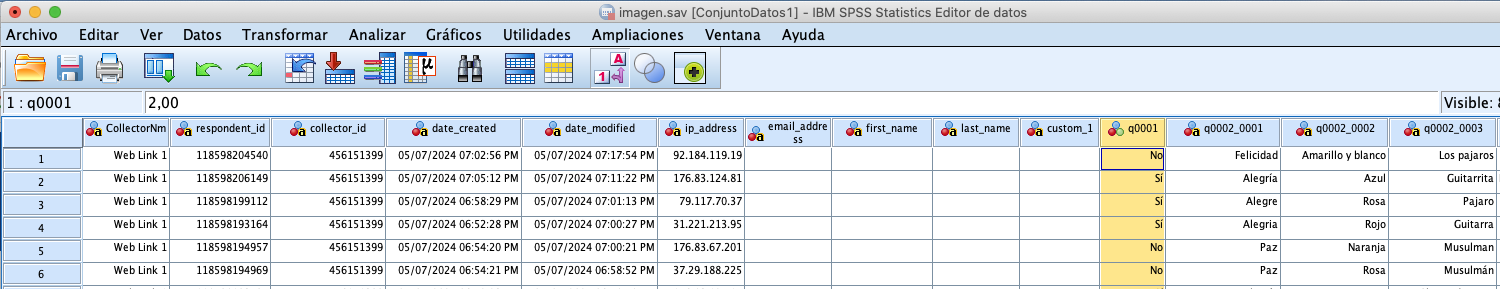 imagen.sav [ConjuntoDatos1] - IBM SPSS Statistics Editor de datos
Archivo Editar Ver Datos Transformar Analizar Gráficos Utilidades Ampliaciones Ventana Ayuda
1 : q0001 2,00 Visible:
CollectorNm respondent_id collector_id date_created date_modified ip_address email_addre ss first_name last_name custom_1 q0001 q0002_0001 q0002_0002 q0002_0003
1 Web Link 1 118598204540 456151399 05/07/2024 07:02:56 PM 05/07/2024 07:17:54 PM 92.184.119.19 No Felicidad Amarillo y blanco Los pajaros
2 Web Link 1 118598206149 456151399 05/07/2024 07:05:12 PM 05/07/2024 07:11:22 PM 176.83.124.81 Sí Alegría Azul Guitarrita
3 Web Link 1 118598199112 456151399 05/07/2024 06:58:29 PM 05/07/2024 07:01:13 PM 79.117.70.37 Sí Alegre Rosa Pajaro
4 Web Link 1 118598193164 456151399 05/07/2024 06:52:28 PM 05/07/2024 07:00:27 PM 31.221.213.95 Sí Alegria Rojo Guitarra
5 Web Link 1 118598194957 456151399 05/07/2024 06:54:20 PM 05/07/2024 07:00:21 PM 176.83.67.201 No Paz Naranja Musulman
6 Web Link 1 118598194969 456151399 05/07/2024 06:54:21 PM 05/07/2024 06:58:52 PM 37.29.188.225 No Paz Rosa Musulmán